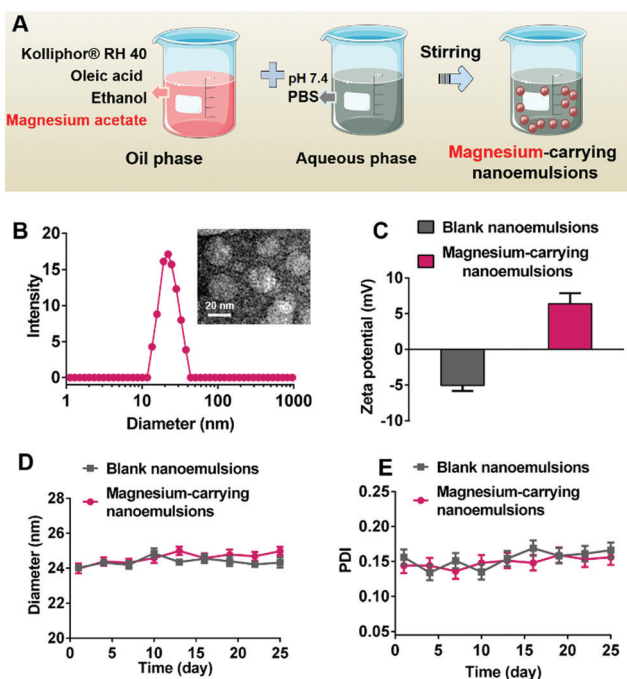 A
Kolliphor® RH 40
Oleic acid
Ethanol
Magnesium acetate
Oil phase
pH 7.4
PBS
Aqueous phase
Stirring
Magnesium-carrying
nanoemulsions
B
Intensity
20
15
10
5
0
1
10
100
1000
Diameter (nm)
20 nm
C
Blank nanoemulsions
Magnesium-carrying
nanoemulsions
Zeta potential (mV)
10
5
0
-5
-10
D
Blank nanoemulsions
Magnesium-carrying
nanoemulsions
Diameter (nm)
28
26
24
22
20
0
5
10
15
20
25
Time (day)
E
Blank nanoemulsions
Magnesium-carrying
nanoemulsions
PDI
0.25
0.20
0.15
0.10
0.05
0
5
10
15
20
25
Time (day)